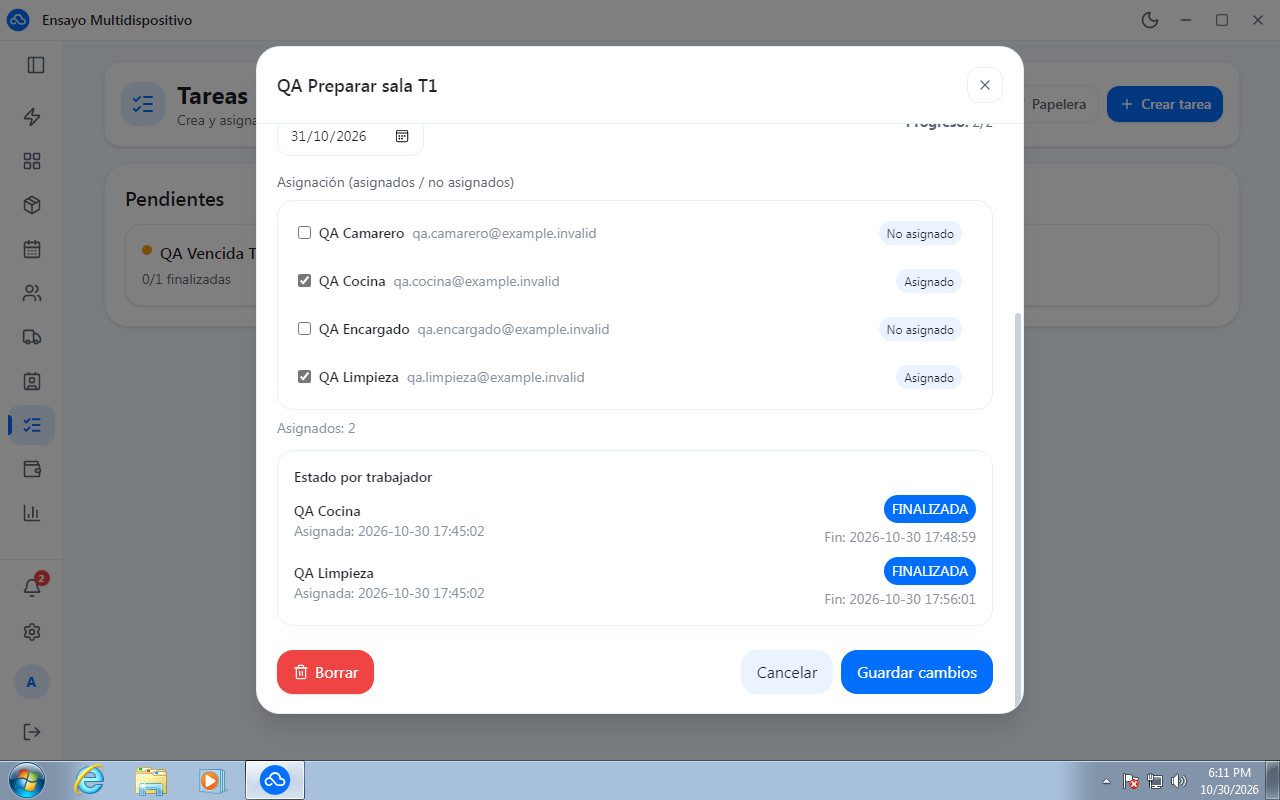 Ensayo Multidispositivo
Tareas
Crea y asigna
Papelera
+ Crear tarea
Pendientes
QA Vencida T
0/1 finalizadas
QA Preparar sala T1
31/10/2026
Progreso: 2/2
Asignación (asignados / no asignados)
QA Camarero qa.camarero@example.invalid No asignado
QA Cocina qa.cocina@example.invalid Asignado
QA Encargado qa.encargado@example.invalid No asignado
QA Limpieza qa.limpieza@example.invalid Asignado
Asignados: 2
Estado por trabajador
QA Cocina FINALIZADA
Asignada: 2026-10-30 17:45:02 Fin: 2026-10-30 17:48:59
QA Limpieza FINALIZADA
Asignada: 2026-10-30 17:45:02 Fin: 2026-10-30 17:56:01
Borrar Cancelar Guardar cambios
2
A
6:11 PM
10/30/2026